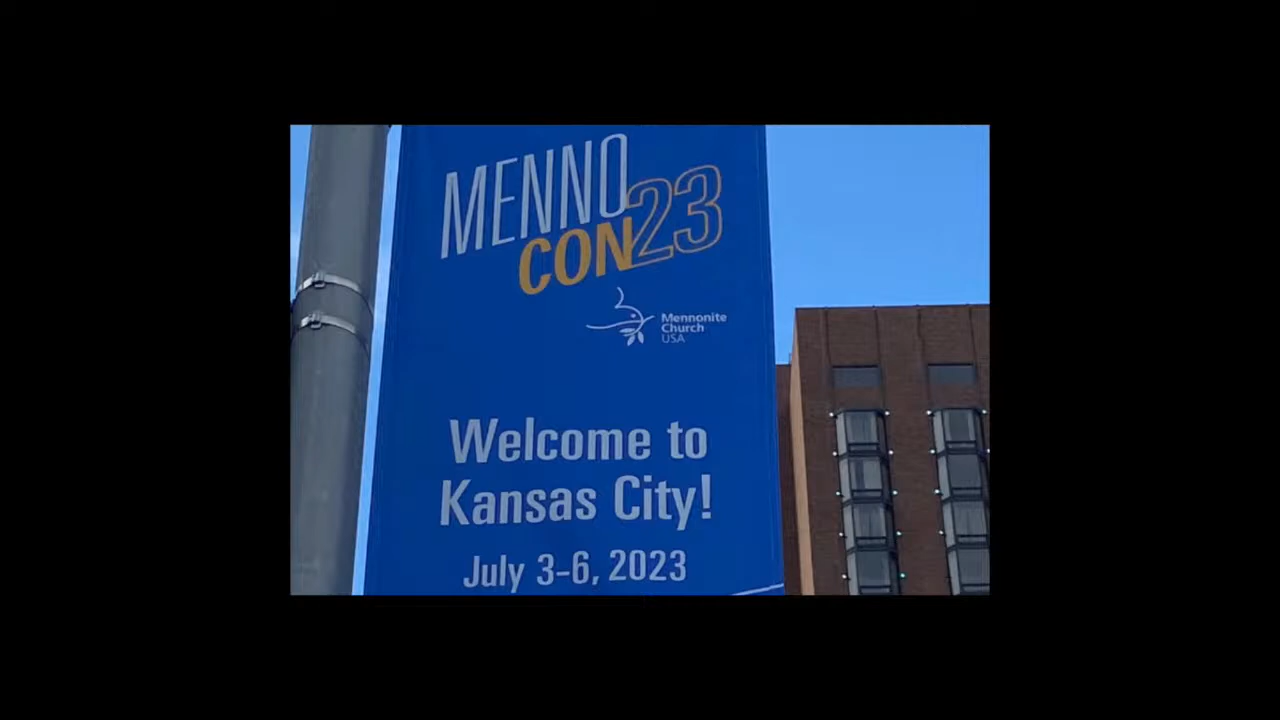 MENNO
CON23
Mennonite
Church
USA
Welcome to
Kansas City!
July 3-6, 2023